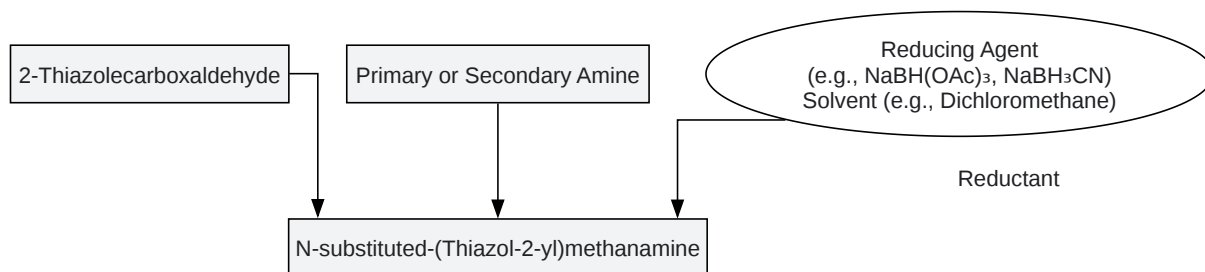 2-Thiazolecarboxaldehyde
Primary or Secondary Amine
Reducing Agent
(e.g., NaBH(OAc)₃, NaBH₃CN)
Solvent (e.g., Dichloromethane)
Reductant
N-substituted-(Thiazol-2-yl)methanamine